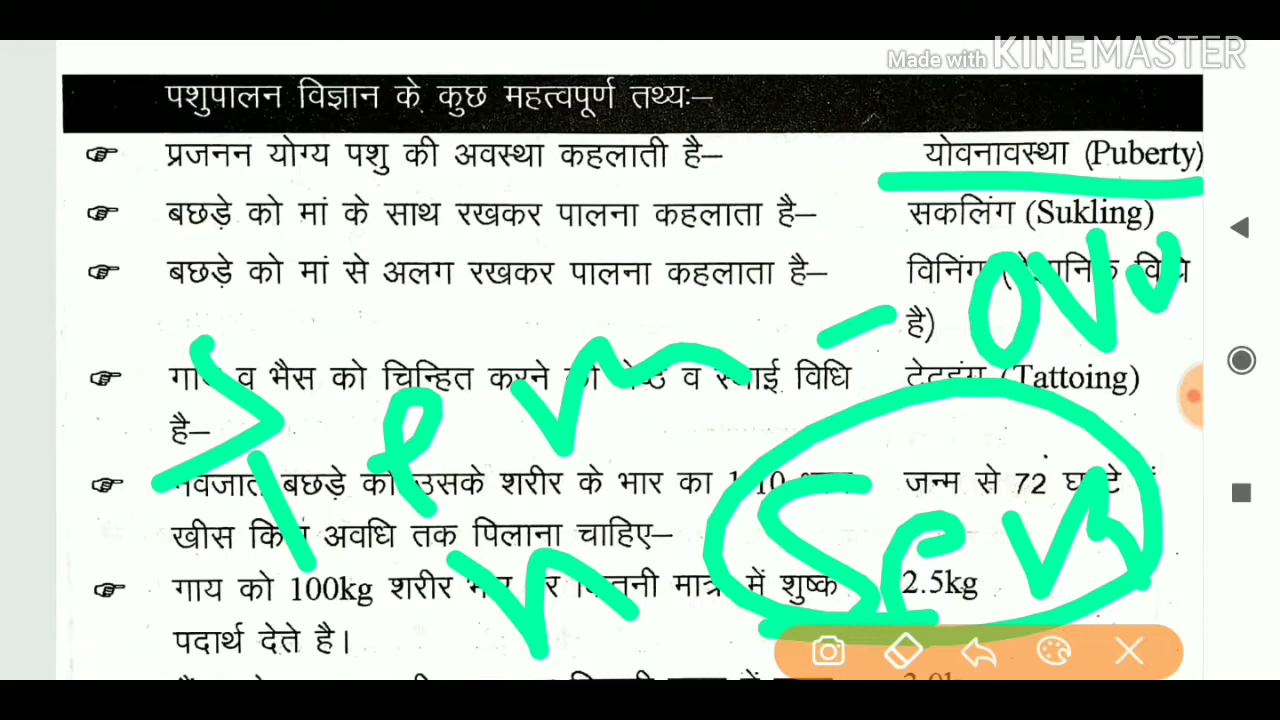 Made with KINEMASTER
पशुपालन विज्ञान के कुछ महत्वपूर्ण तथ्यः–
प्रजनन योग्य पशु की अवस्था कहलाती है– योवनावस्था (Puberty)
बछड़े को मां के साथ रखकर पालना कहलाता है– सकलिंग (Sukling)
बछड़े को मां से अलग रखकर पालना कहलाता है– विनिंग
है)
गाय व भैस को चिन्हित करने व विधि (Tattoing)
है–
बछड़े को उसके शरीर के भार का जन्म से 72
खीस अवधि तक पिलाना चाहिए–
गाय को 100kg शरीर में शुष्क 2.5kg
पदार्थ देते है।